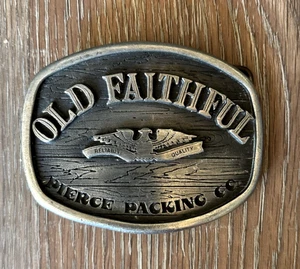 OLD FAITHFUL
RELIABLE QUALITY
PIERCE PACKING CO.